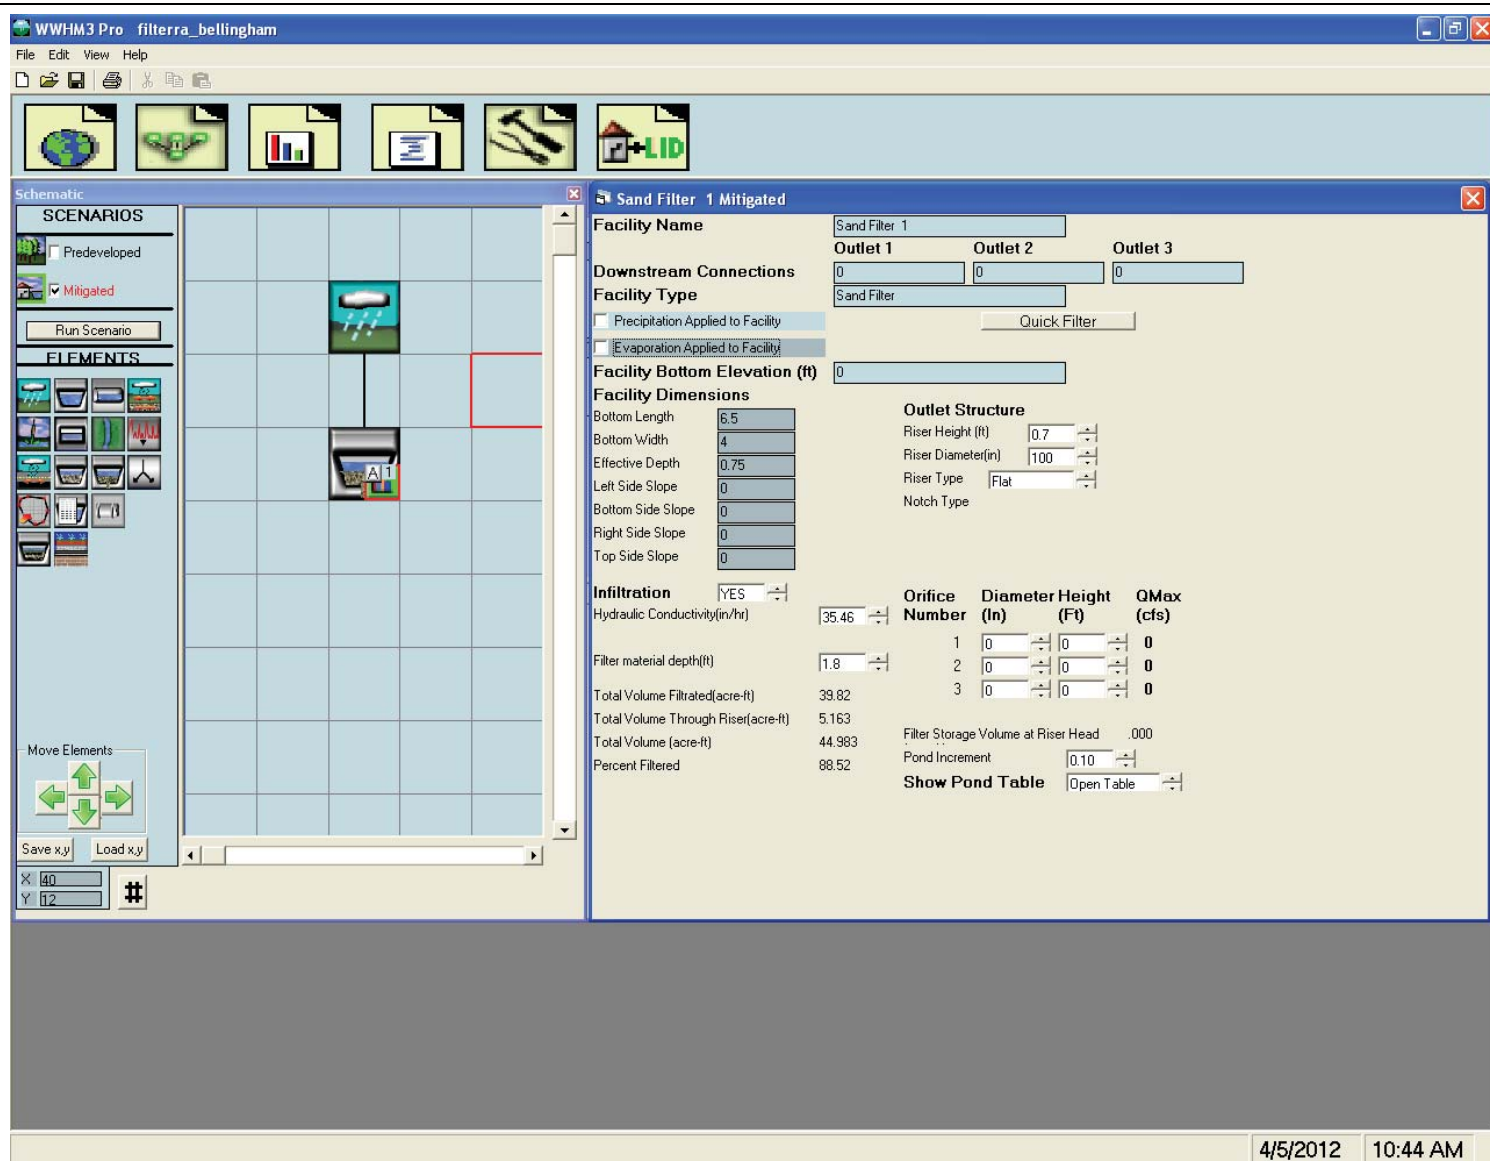 WWHM3 Pro   filterra_bellingham
File   Edit   View   Help
+LID
Schematic
SCENARIOS
Predeveloped
Mitigated
Run Scenario
ELEMENTS
A 1
Move Elements
Save x,y   Load x,y
X 40
Y 12
#
Sand Filter 1 Mitigated
Facility Name   Sand Filter 1
Outlet 1   Outlet 2   Outlet 3
Downstream Connections   0   0   0
Facility Type   Sand Filter
Precipitation Applied to Facility   Quick Filter
Evaporation Applied to Facility
Facility Bottom Elevation (ft)   0
Facility Dimensions
Bottom Length   6.5
Bottom Width   4
Effective Depth   0.75
Left Side Slope   0
Bottom Side Slope   0
Right Side Slope   0
Top Side Slope   0
Outlet Structure
Riser Height (ft)   0.7
Riser Diameter(in)   100
Riser Type   Flat
Notch Type
Infiltration   YES
Hydraulic Conductivity(in/hr)   35.46
Filter material depth(ft)   1.8
Total Volume Filtrated(acre-ft)   39.82
Total Volume Through Riser(acre-ft)   5.163
Total Volume (acre-ft)   44.983
Percent Filtered   88.52
Orifice   Diameter   Height   QMax
Number   (In)   (Ft)   (cfs)
1   0   0   0
2   0   0   0
3   0   0   0
Filter Storage Volume at Riser Head   .000
Pond Increment   0.10
Show Pond Table   Open Table
4/5/2012   10:44 AM